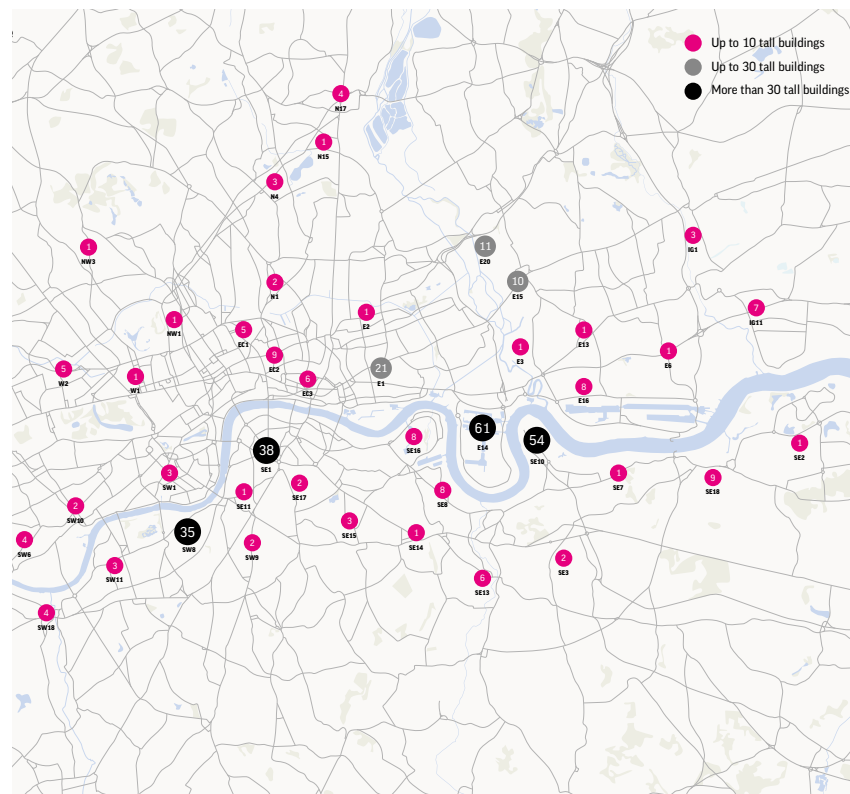 Up to 10 tall buildings
Up to 30 tall buildings
More than 30 tall buildings
4
N17
1
N15
3
N4
3
IG1
1
NW3
11
E20
10
E15
2
N1
7
IG11
1
E2
1
NW1
5
EC1
1
E13
1
E3
1
E6
9
EC2
5
W2
1
W1
6
EC3
21
E1
8
E16
61
E14
8
SE16
54
SE10
1
SE2
38
SE1
3
SW1
1
SE7
9
SE18
2
SE17
1
SE11
8
SE8
2
SW10
3
SE15
35
SW8
1
SE14
4
SW6
2
SW9
2
SE3
3
SW11
6
SE13
4
SW18